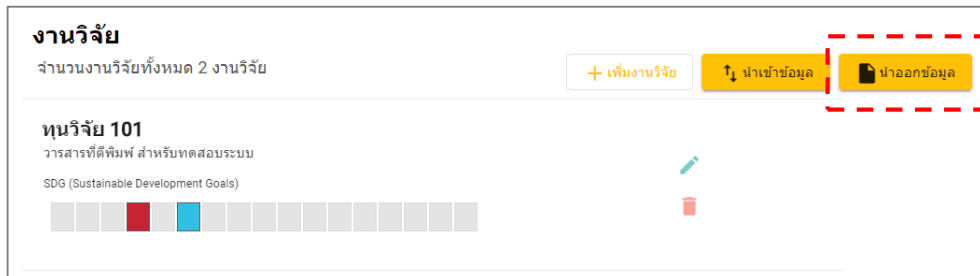 งานวิจัย
จำนวนงานวิจัยทั้งหมด 2 งานวิจัย
+ เพิ่มงานวิจัย
นำเข้าข้อมูล
นำออกข้อมูล
ทุนวิจัย 101
วารสารที่ตีพิมพ์ สำหรับทดสอบระบบ
SDG (Sustainable Development Goals)